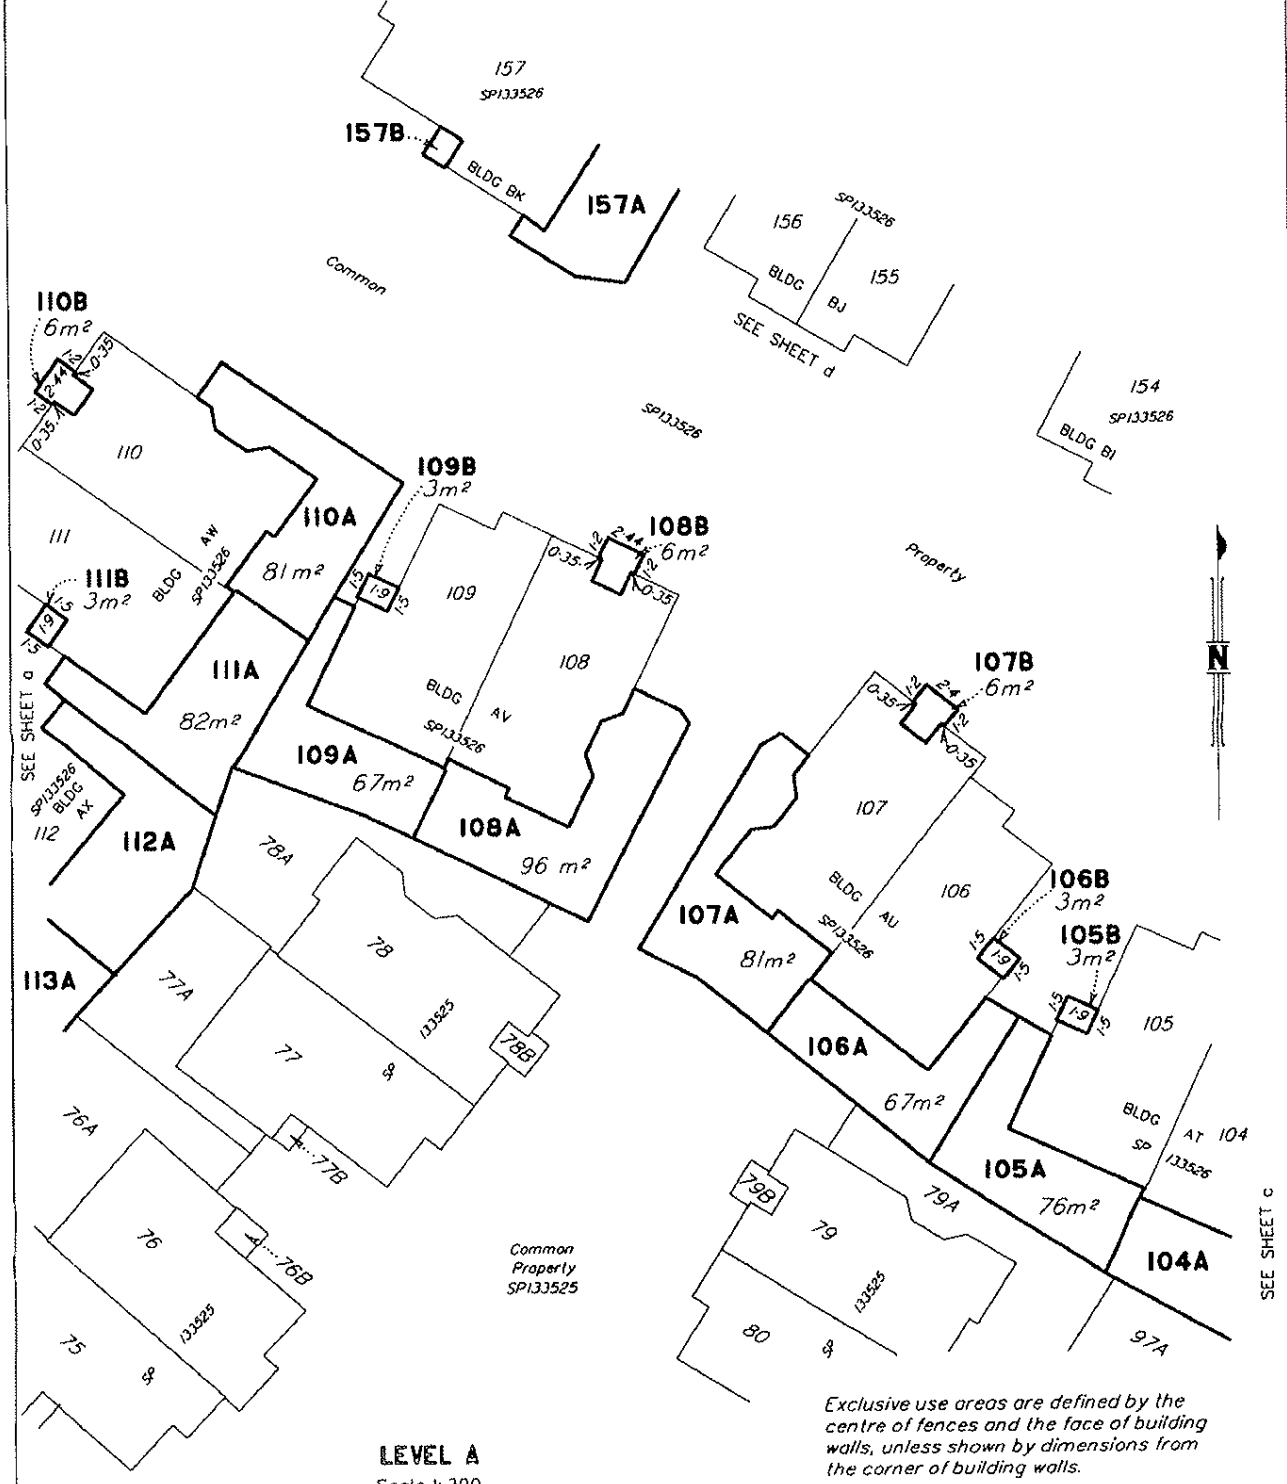 157
SP133526
157B
BLDG BK
157A
SP133526
156
155
BLDG BJ
SEE SHEET d
Common
110B
6m²
1·2
0·35
2·44
1·2
0·35
110
154
SP133526
BLDG BI
SP133526
109B
3m²
110A
81m²
111
BLDG AW
SP133526
111B
3m²
1·5
1·9
1·5
108B
6m²
2·44
1·2
1·2
0·35
0·35
1·5
1·9
1·5
109
108
Property
N
BLDG AV
SP133526
111A
82m²
SEE SHEET a
SP133526
BLDG
AX
112
107B
6m²
1·2
2·4
1·2
0·35
0·35
109A
67m²
108A
96 m²
112A
78A
107
106
BLDG AU
SP133526
107A
81m²
106B
3m²
1·5
1·9
1·5
105B
3m²
1·5
1·9
1·5
105
78
133525
78B
113A
77A
77
SP
77B
106A
67m²
BLDG AT 104
SP 133526
105A
76m²
104A
SEE SHEET c
76A
76
76B
133525
75
SP
79B
79
79A
133525
80
SP
97A
Common
Property
SP133525
Exclusive use areas are defined by the
centre of fences and the face of building
walls, unless shown by dimensions from
the corner of building walls.
LEVEL A
Scale 1:200